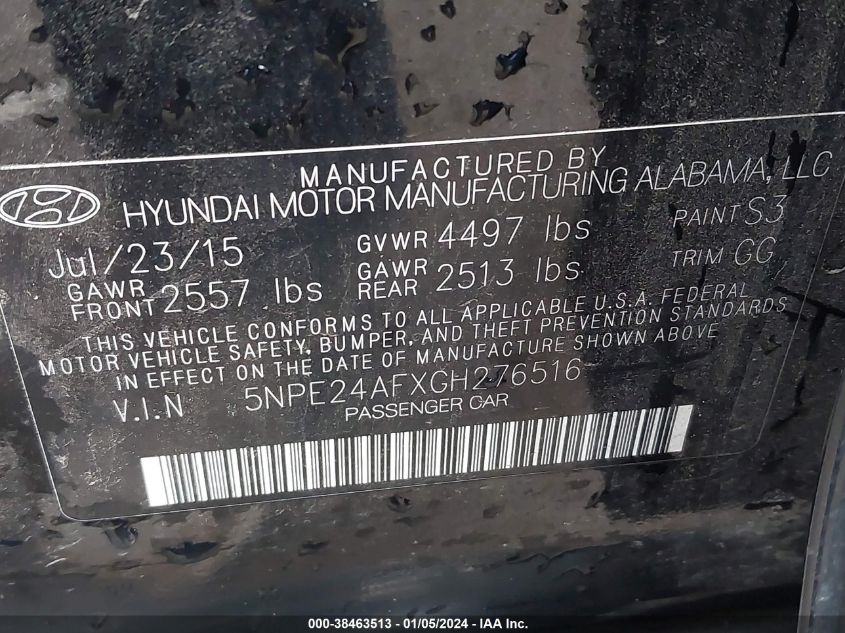 MANUFACTURED BY
HYUNDAI MOTOR MANUFACTURING ALABAMA, LLC
Jul/23/15 GVWR 4497 lbs PAINT S3
GAWR FRONT 2557 lbs GAWR REAR 2513 lbs TRIM GG
THIS VEHICLE CONFORMS TO ALL APPLICABLE U.S.A. FEDERAL
MOTOR VEHICLE SAFETY, BUMPER, AND THEFT PREVENTION STANDARDS
IN EFFECT ON THE DATE OF MANUFACTURE SHOWN ABOVE
V.I.N 5NPE24AFXGH276516
PASSENGER CAR
000-38463513 - 01/05/2024 - IAA Inc.